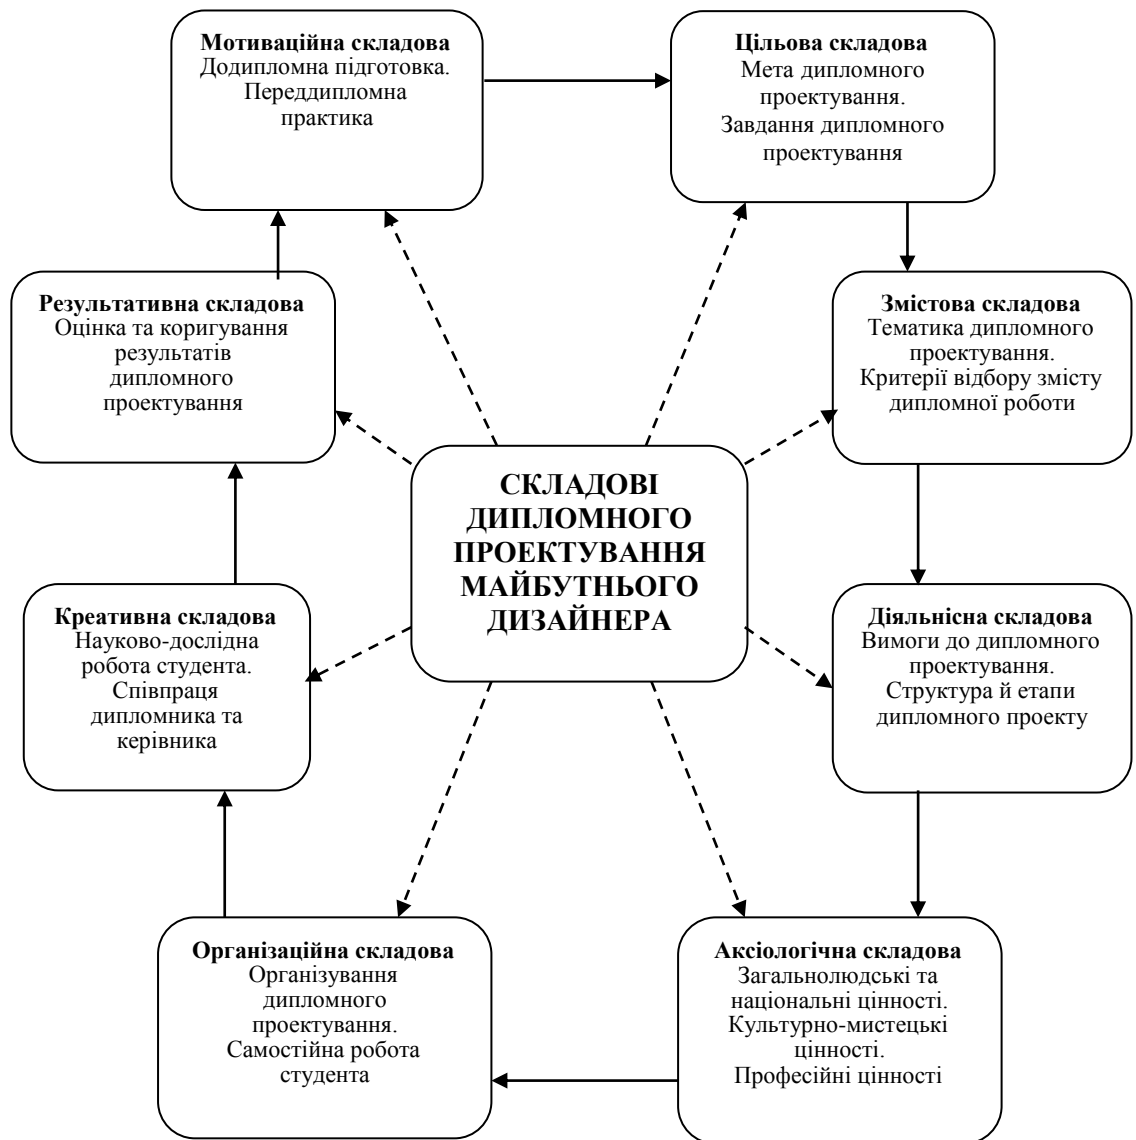 Мотиваційна складова
Додипломна підготовка.
Переддипломна
практика
Цільова складова
Мета дипломного
проектування.
Завдання дипломного
проектування
Результативна складова
Оцінка та коригування
результатів
дипломного
проектування
Змістова складова
Тематика дипломного
проектування.
Критерії відбору змісту
дипломної роботи
СКЛАДОВІ
ДИПЛОМНОГО
ПРОЕКТУВАННЯ
МАЙБУТНЬОГО
ДИЗАЙНЕРА
Креативна складова
Науково-дослідна
робота студента.
Співпраця
дипломника та
керівника
Діяльнісна складова
Вимоги до дипломного
проектування.
Структура й етапи
дипломного проекту
Організаційна складова
Організування
дипломного
проектування.
Самостійна робота
студента
Аксіологічна складова
Загальнолюдські та
національні цінності.
Культурно-мистецькі
цінності.
Професійні цінності